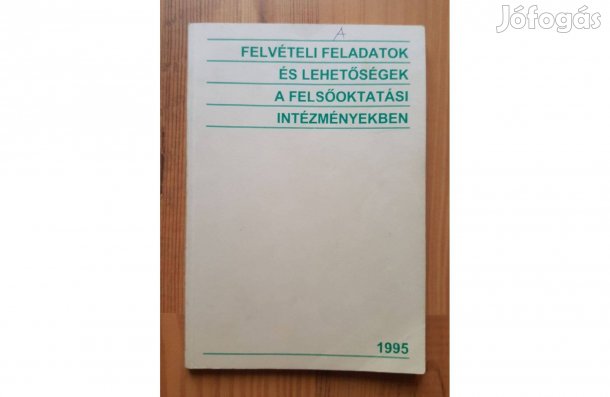 Jófogás
A
FELVÉTELI FELADATOK
ÉS LEHETŐSÉGEK
A FELSŐOKTATÁSI
INTÉZMÉNYEKBEN
1995